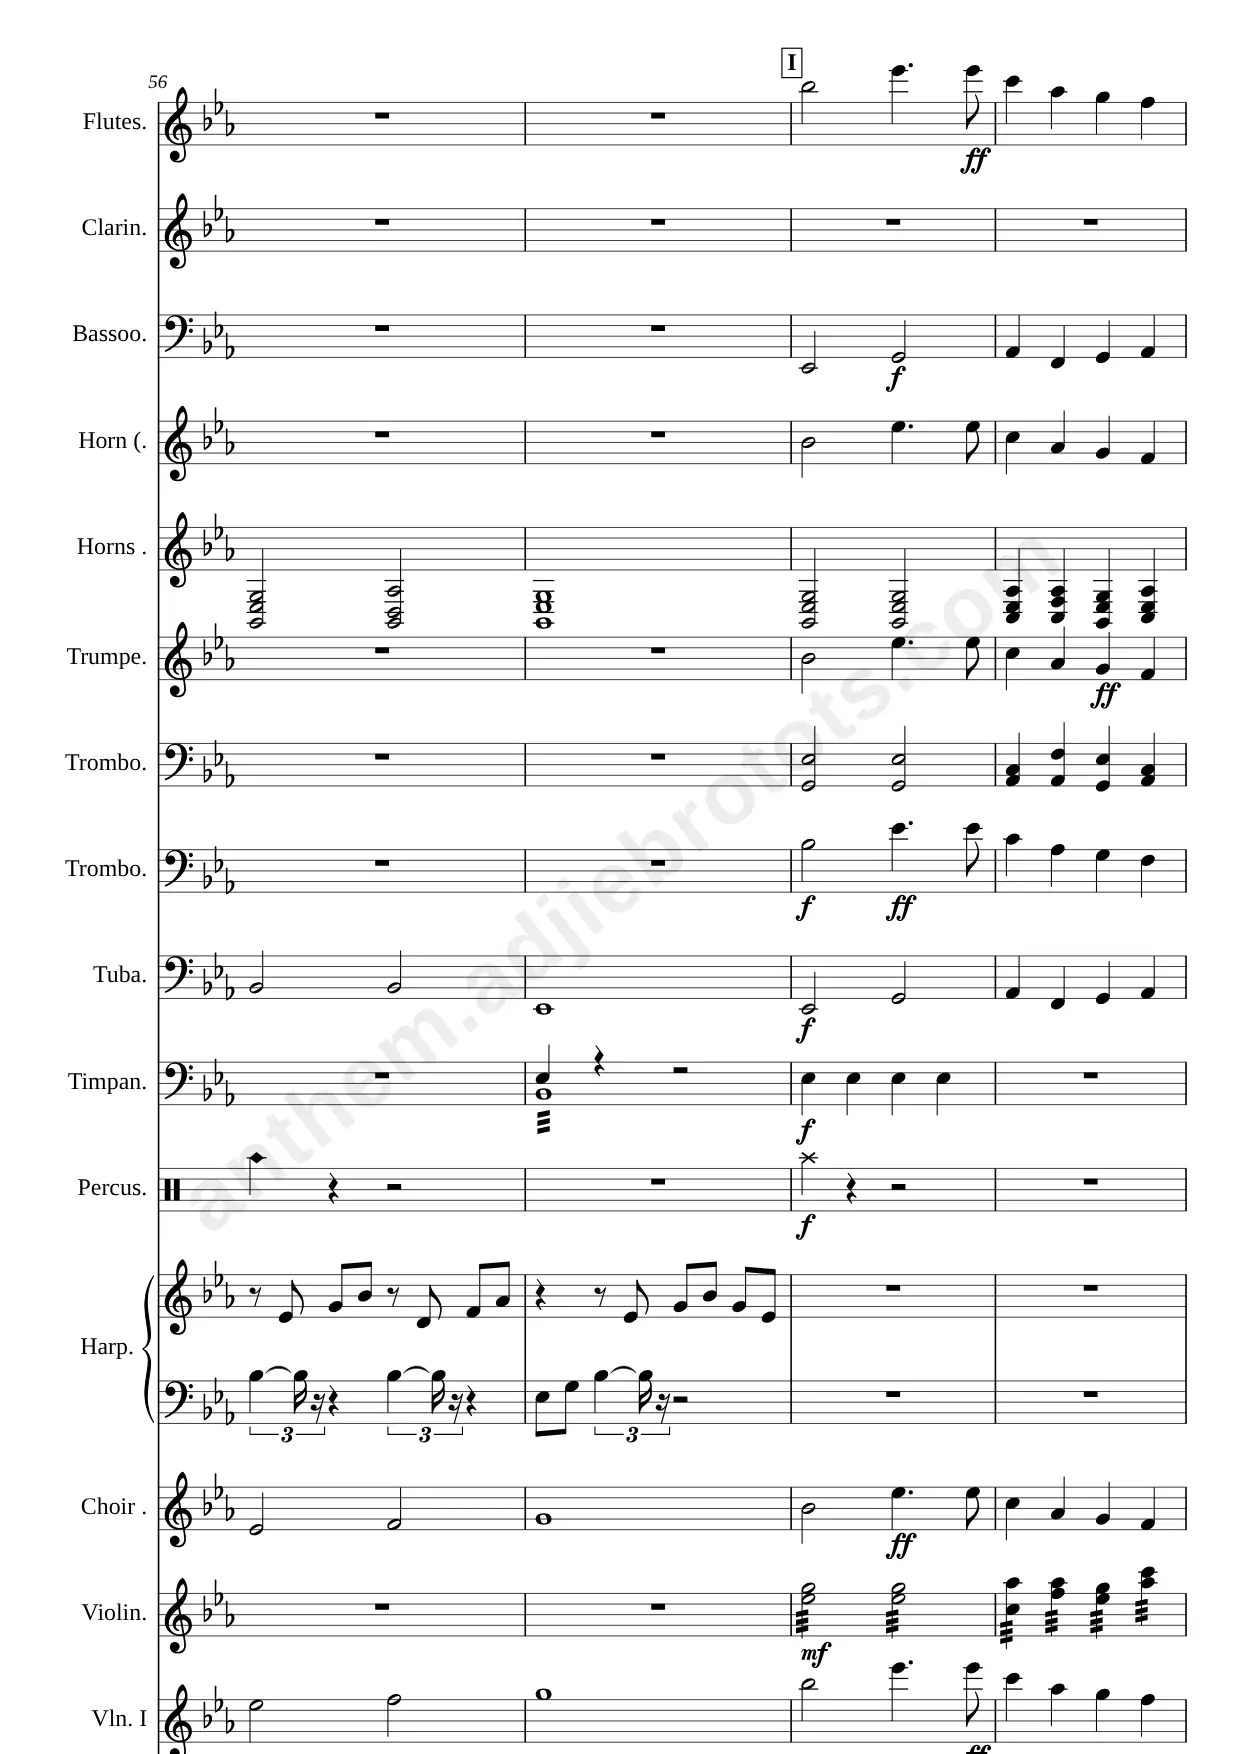 I
56
Flutes.
ff
Clarin.
Bassoo.
f
Horn (.
Horns .
Trumpe.
ff
Trombo.
Trombo.
f ff
Tuba.
f
Timpan.
f
Percus.
f
Harp.
3 3 3
Choir .
ff
Violin.
mf
Vln. I
ff
anthem.adjiebrotots.com